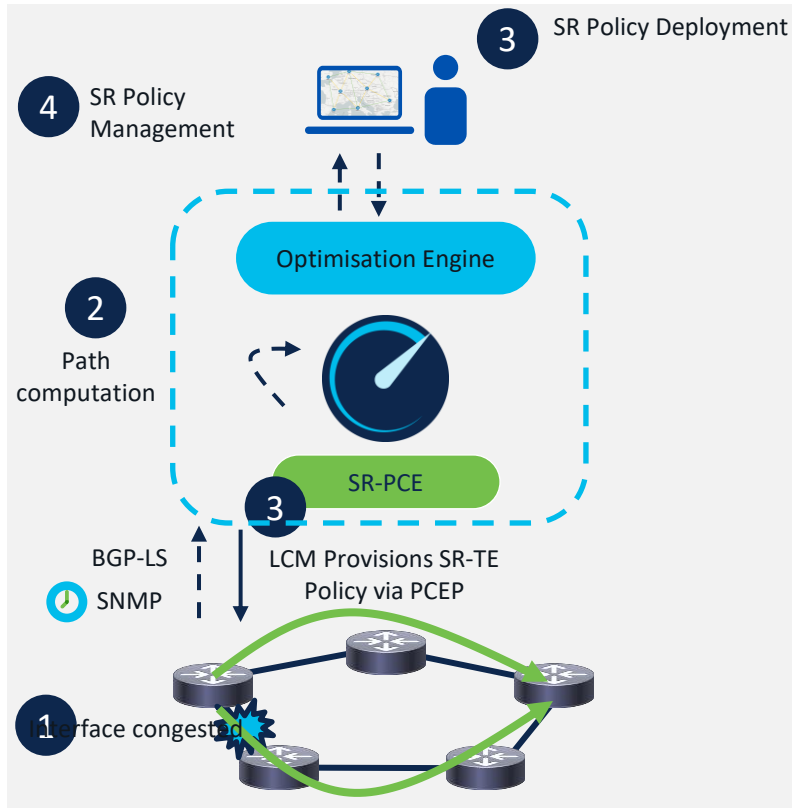 3
SR Policy Deployment
4
SR Policy
Management
Optimisation Engine
2
Path
computation
SR-PCE
3
BGP-LS
SNMP
LCM Provisions SR-TE
Policy via PCEP
1
Interface congested